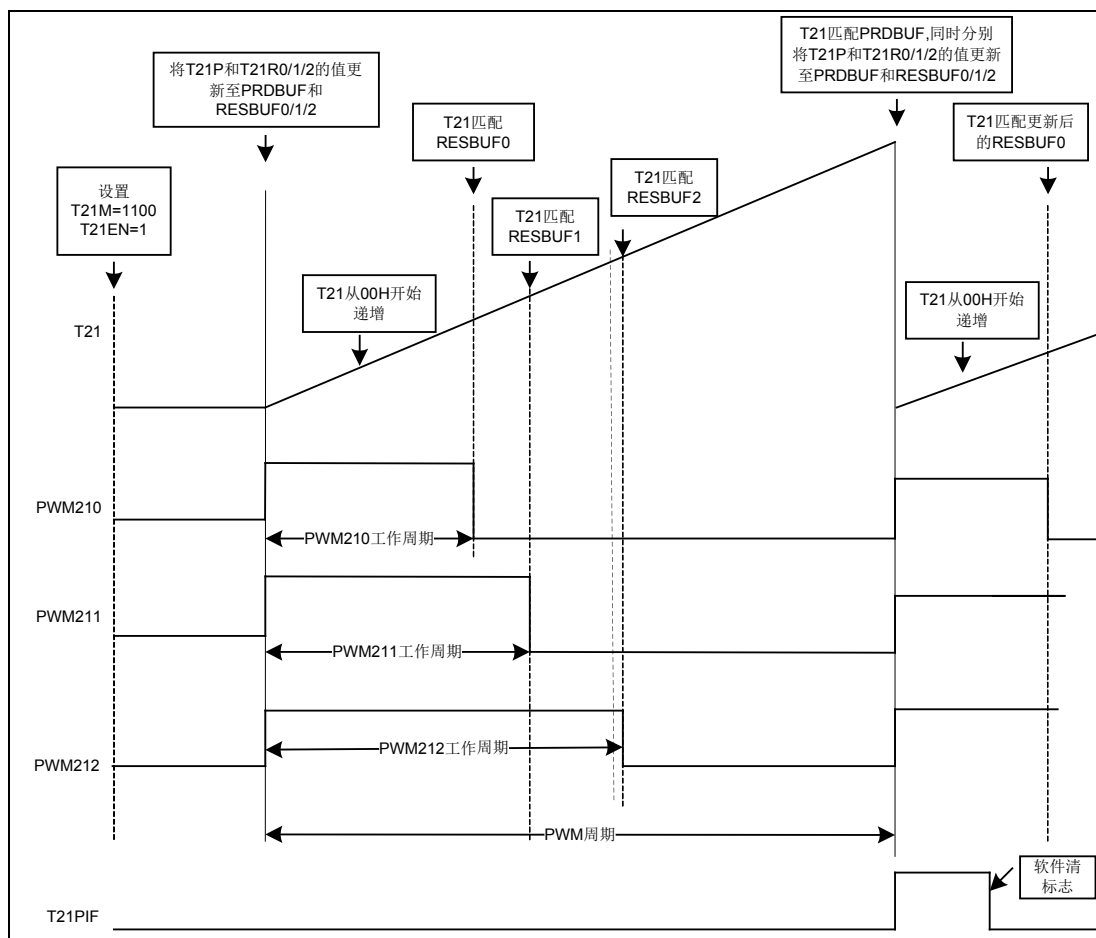 T21匹配PRDBUF,同时分别
将T21P和T21R0/1/2的值更新
至PRDBUF和RESBUF0/1/2
将T21P和T21R0/1/2的值更
新至PRDBUF和
RESBUF0/1/2
T21匹配
RESBUF0
T21匹配更新后
的RESBUF0
T21匹配
RESBUF2
设置
T21M=1100
T21EN=1
T21匹配
RESBUF1
T21从00H开始
递增
T21从00H开始
递增
T21
PWM210
PWM210工作周期
PWM211
PWM211工作周期
PWM212工作周期
PWM212
PWM周期
软件清
标志
T21PIF